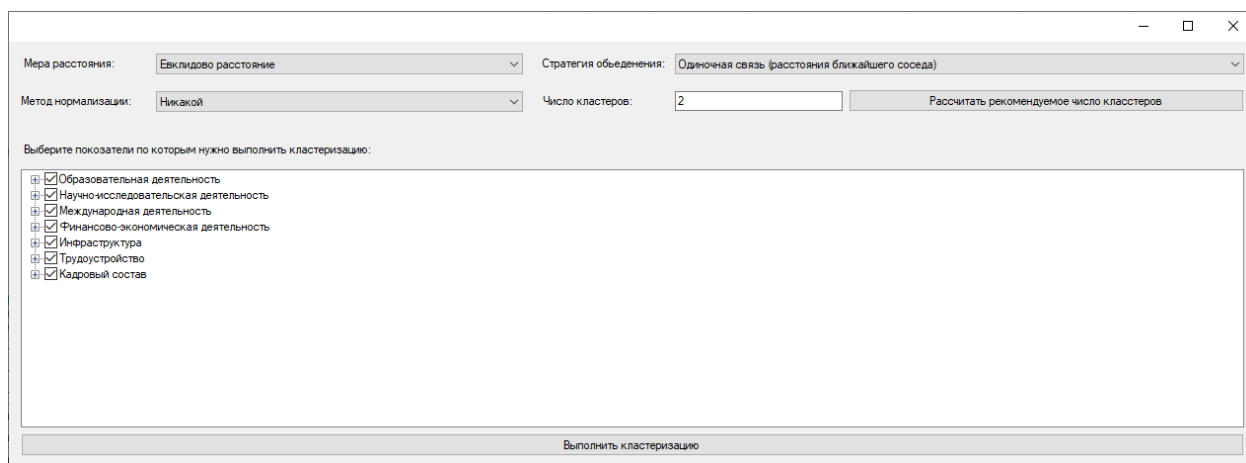 Мера расстояния: Евклидово расстояние Стратегия обьеденения: Одиночная связь (расстояния ближайшего соседа)
Метод нормализации: Никакой Число кластеров: 2 Рассчитать рекомендуемое число класстеров
Выберите покозатели по которым нужно выполнить кластеризацию:
Образовательная деятельность
Научно-исследовательская деятельность
Международная деятельность
Финансово-экономическая деятельность
Инфраструктура
Трудоустройство
Кадровый состав
Выполнить кластеризацию